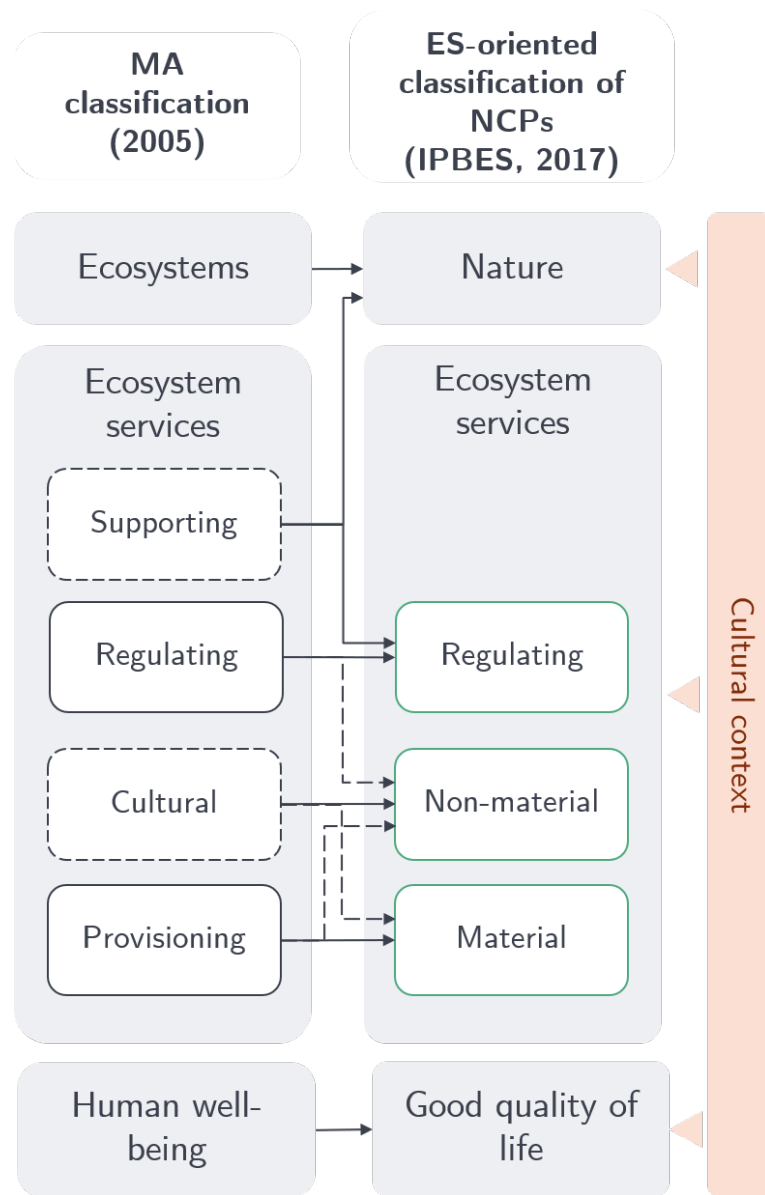 MA
classification
(2005)
ES-oriented
classification of
NCPs
(IPBES, 2017)
Ecosystems
Nature
Ecosystem
services
Ecosystem
services
Supporting
Regulating
Regulating
Cultural
Non-material
Provisioning
Material
Human well-
being
Good quality of
life
Cultural context